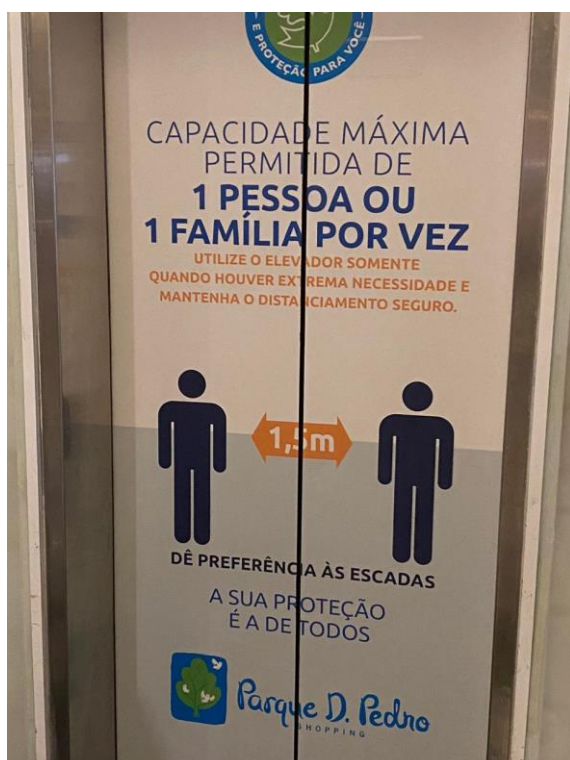 E PROTEÇÃO PARA VOCÊ
CAPACIDADE MÁXIMA
PERMITIDA DE
1 PESSOA OU
1 FAMÍLIA POR VEZ
UTILIZE O ELEVADOR SOMENTE
QUANDO HOUVER EXTREMA NECESSIDADE E
MANTENHA O DISTANCIAMENTO SEGURO.
1,5m
DÊ PREFERÊNCIA ÀS ESCADAS
A SUA PROTEÇÃO
É A DE TODOS
Parque D. Pedro
SHOPPING